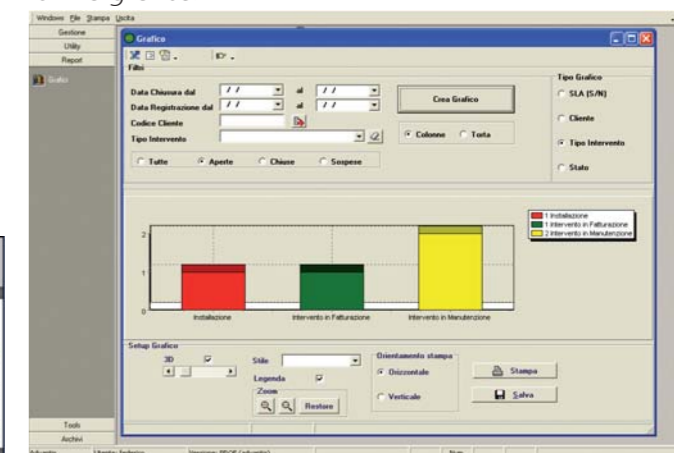 Windows File Stampa Uscita
Gestione
Utility
Report
Grafici
Tools
Archivi
Grafico
Filtri
Data Chiusura dal / / al / /
Data Registrazione dal / / al / /
Codice Cliente
Tipo Intervento
Tutte Aperte Chiuse Sospese
Crea Grafico
Colonne Torta
Tipo Grafico
SLA (S/N)
Cliente
Tipo Intervento
Stato
1 Installazione
1 Intervento in Fatturazione
2 Intervento in Manutenzione
2
1
0
Installazione Intervento in Fatturazione Intervento in Manutenzione
Setup Grafico
3D
Stile
Legenda
Zoom
Restore
Orientamento stampa
Orizzontale
Verticale
Stampa
Salva
Num